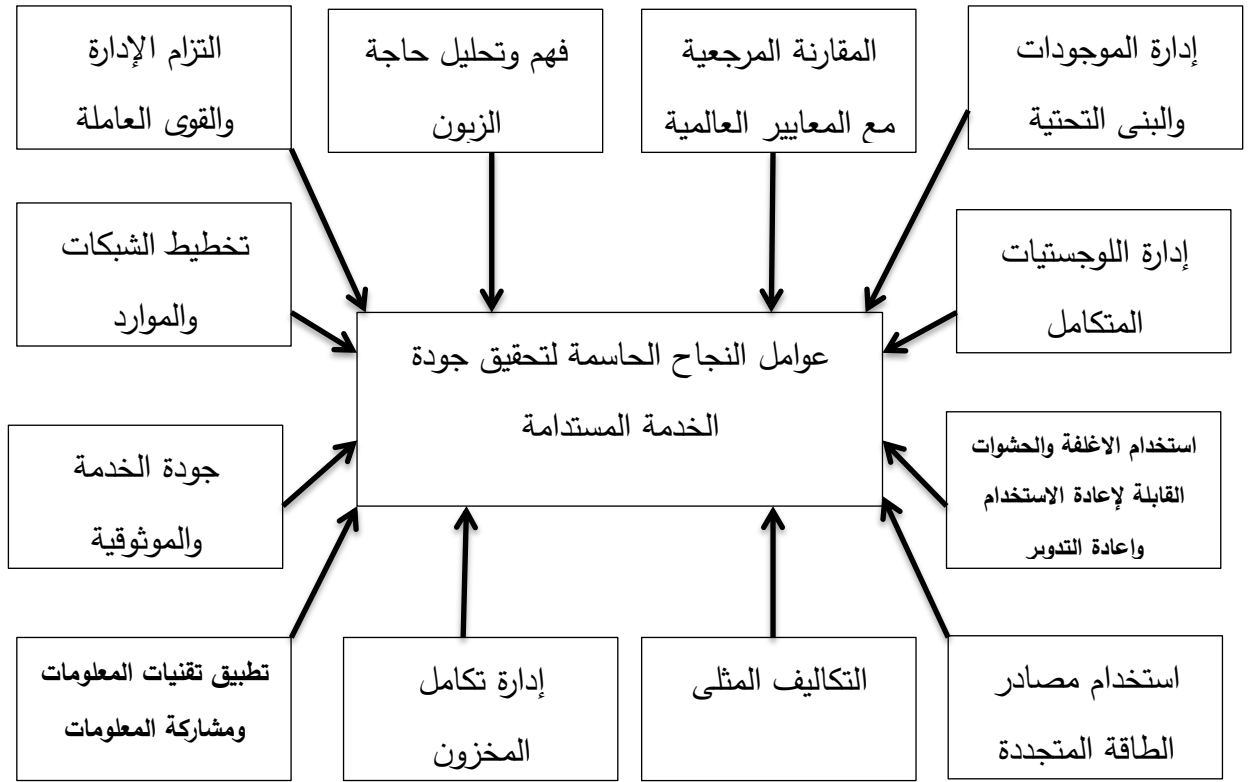 إدارة الموجودات
والبنى التحتية
المقارنة المرجعية
مع المعايير العالمية
فهم وتحليل حاجة
الزبون
التزام الإدارة
والقوى العاملة
إدارة اللوجستيات
المتكامل
تخطيط الشبكات
والموارد
عوامل النجاح الحاسمة لتحقيق جودة
الخدمة المستدامة
استخدام الاغلفة والحشوات
القابلة لإعادة الاستخدام
وإعادة التدوير
جودة الخدمة
والموثوقية
استخدام مصادر
الطاقة المتجددة
التكاليف المثلى
إدارة تكامل
المخزون
تطبيق تقنيات المعلومات
ومشاركة المعلومات